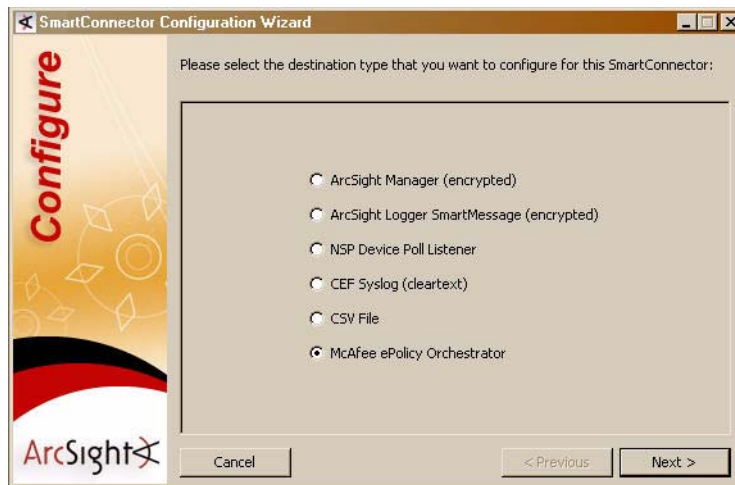 SmartConnector Configuration Wizard
Configure
Please select the destination type that you want to configure for this SmartConnector:
ArcSight Manager (encrypted)
ArcSight Logger SmartMessage (encrypted)
NSP Device Poll Listener
CEF Syslog (cleartext)
CSV File
McAfee ePolicy Orchestrator
ArcSight
Cancel
< Previous
Next >